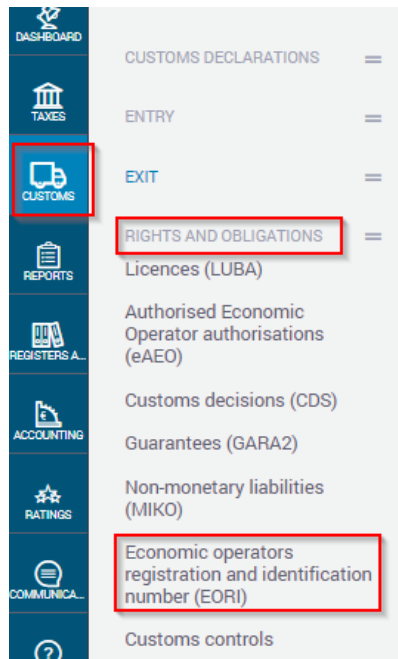 DASHBOARD
TAXES
CUSTOMS
REPORTS
REGISTERS A...
ACCOUNTING
RATINGS
COMMUNICA...
CUSTOMS DECLARATIONS
ENTRY
EXIT
RIGHTS AND OBLIGATIONS
Licences (LUBA)
Authorised Economic
Operator authorisations
(eAEO)
Customs decisions (CDS)
Guarantees (GARA2)
Non-monetary liabilities
(MIKO)
Economic operators
registration and identification
number (EORI)
Customs controls